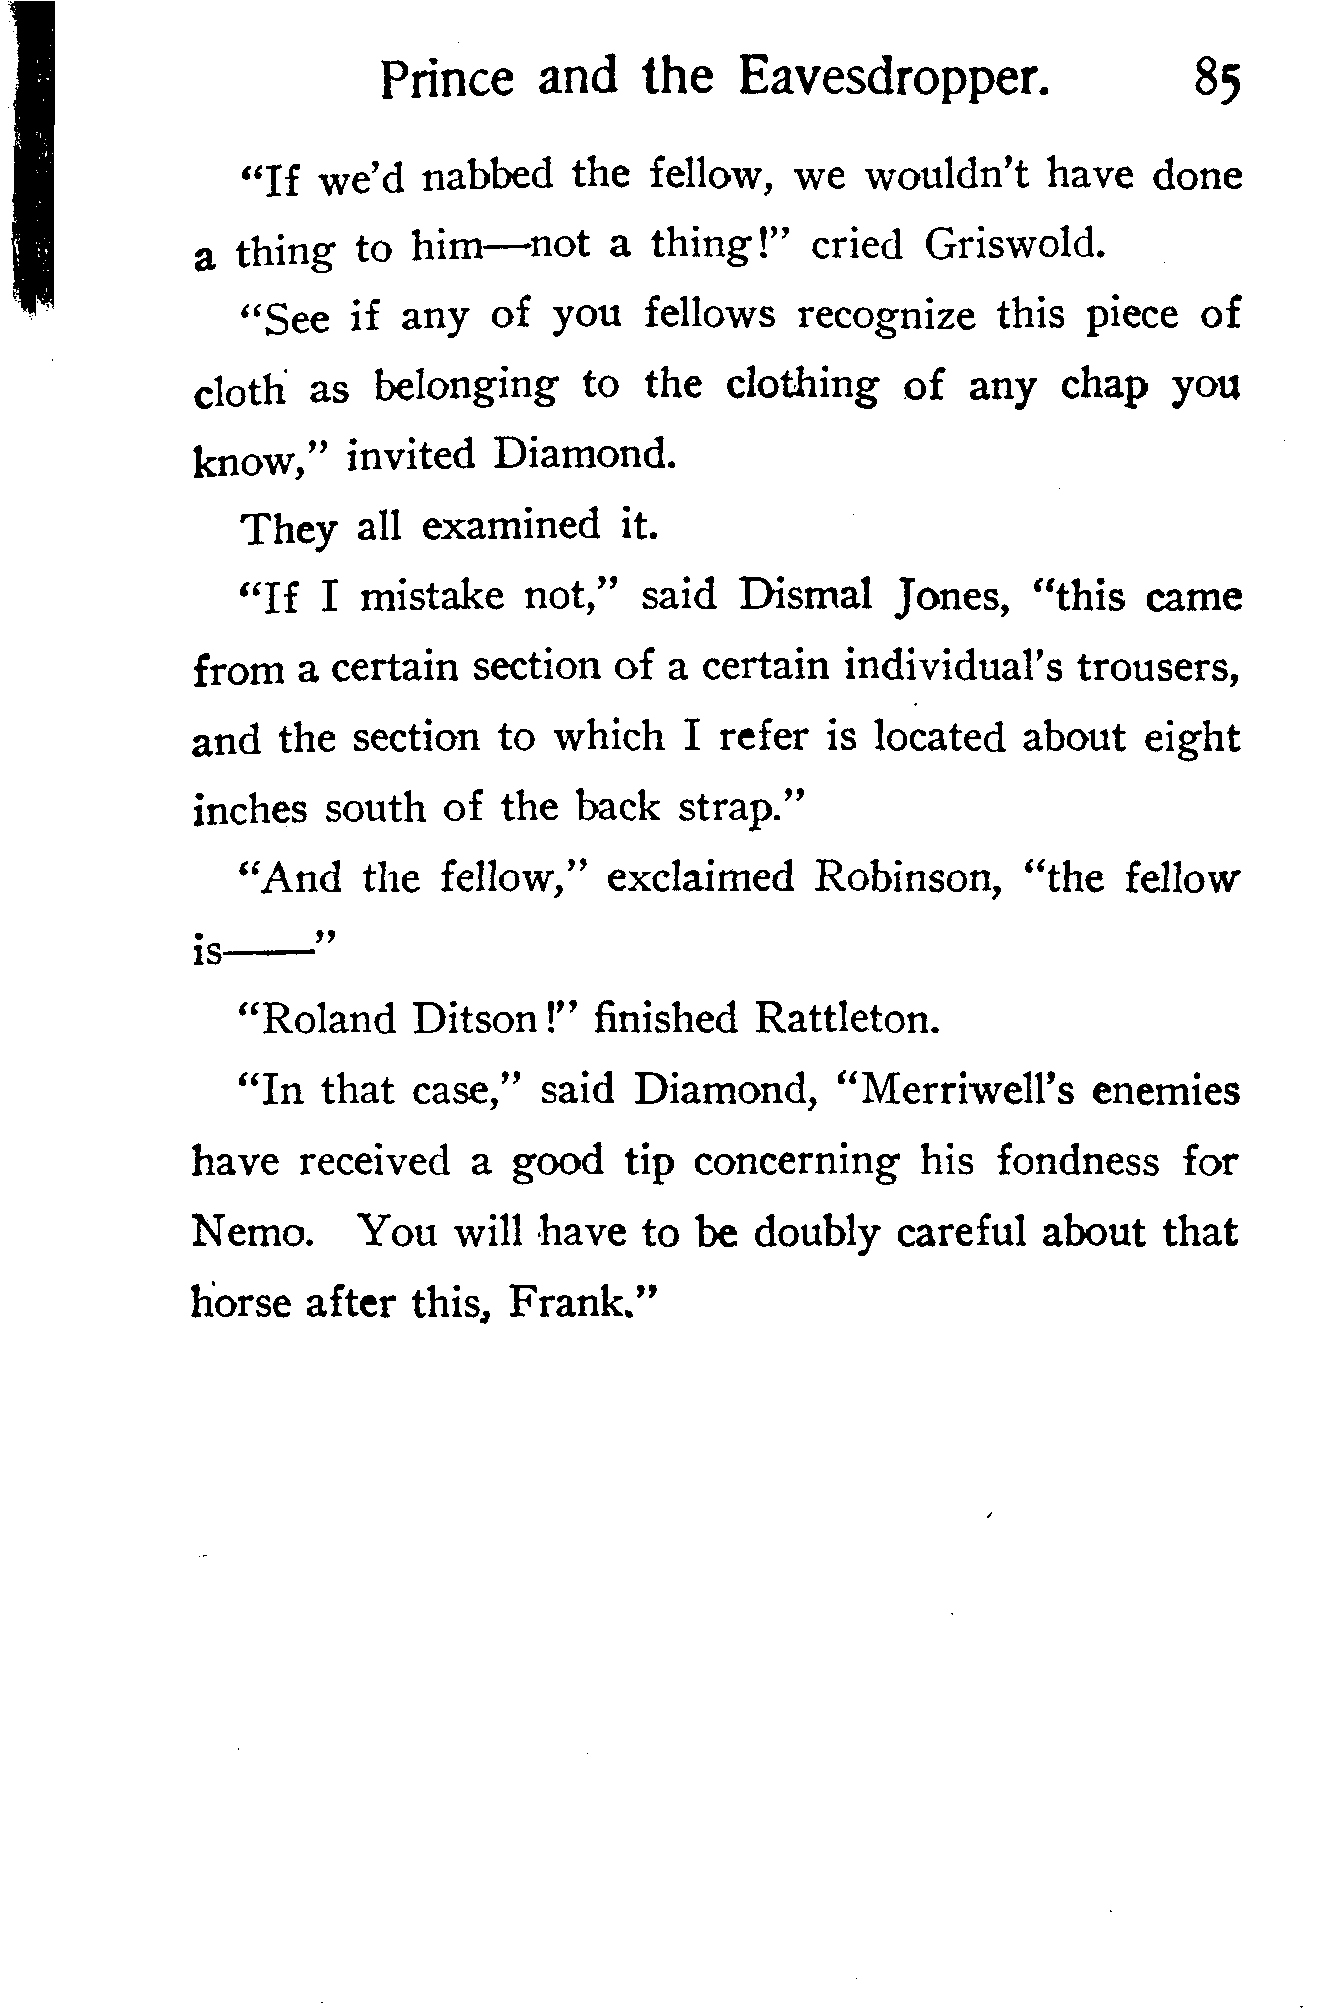 Prince and the Eavesdropper. 85
“If we’d nabbed the fellow, we wouldn’t have done
a thing to him—not a thing!” cried Griswold.
“See if any of you fellows recognize this piece of
cloth as belonging to the clothing of any chap you
know,” invited Diamond.
They all examined it.
“If I mistake not,” said Dismal Jones, “this came
from a certain section of a certain individual’s trousers,
and the section to which I refer is located about eight
inches south of the back strap.”
“And the fellow,” exclaimed Robinson, “the fellow
is——”
“Roland Ditson!” finished Rattleton.
“In that case,” said Diamond, “Merriwell’s enemies
have received a good tip concerning his fondness for
Nemo. You will have to be doubly careful about that
horse after this, Frank.”